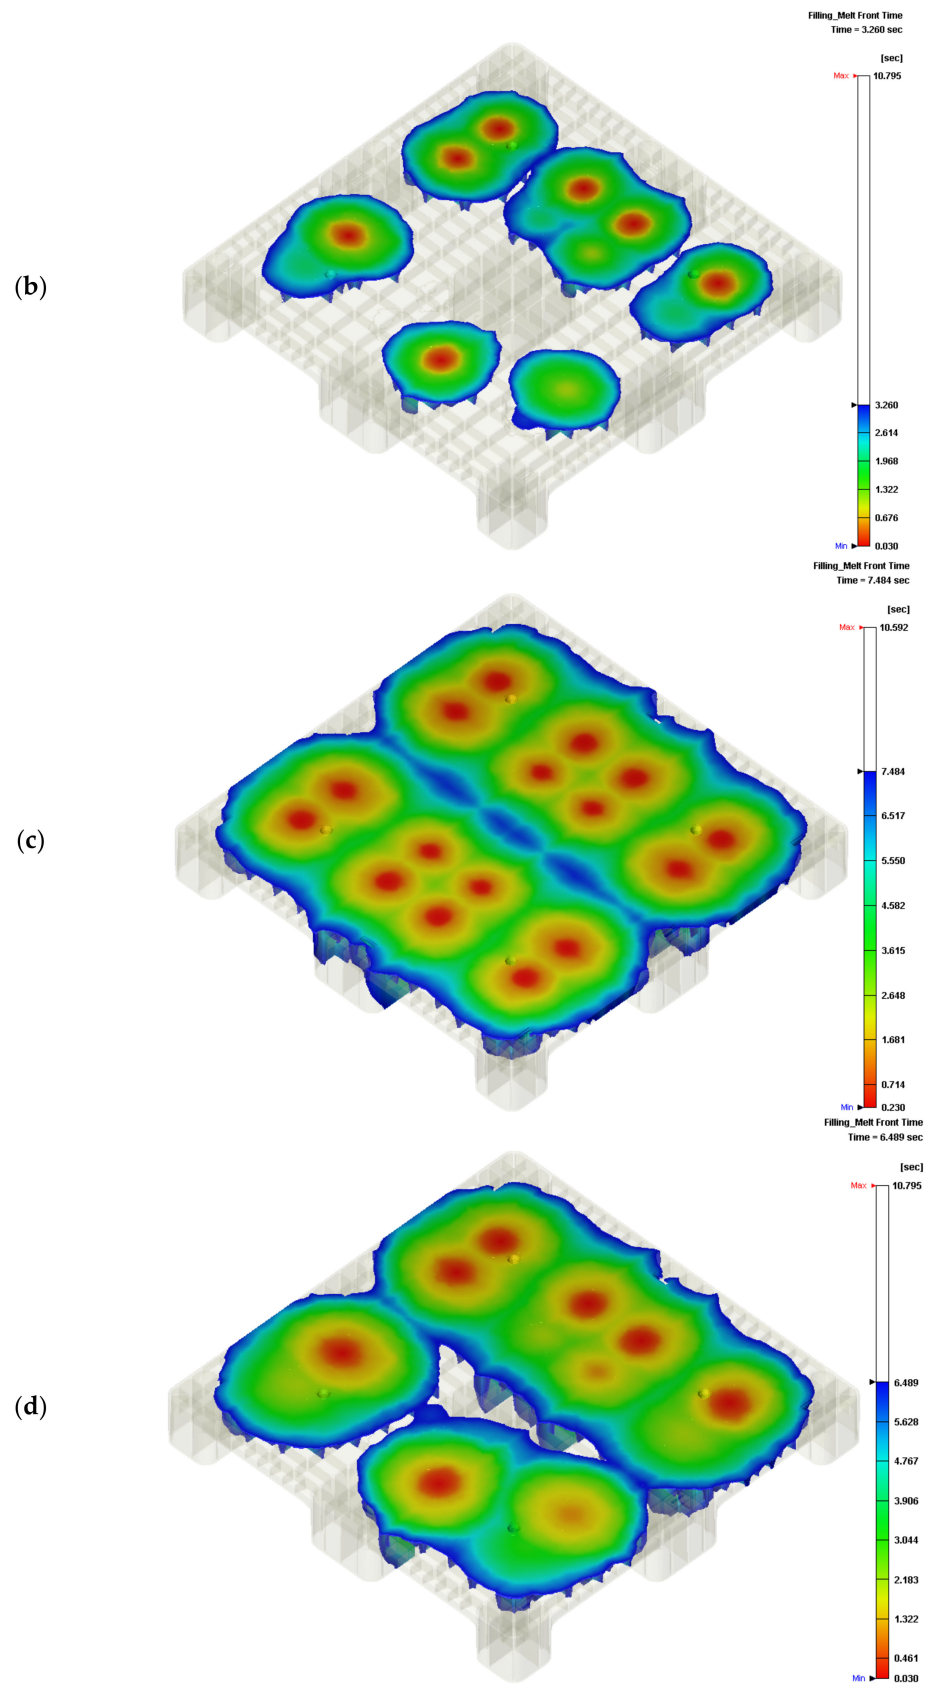 Filling_Melt Front Time
Time = 3.260 sec
[sec]
Max 10.795
(b)
3.260
2.614
1.968
1.322
0.676
Min 0.030
Filling_Melt Front Time
Time = 7.484 sec
[sec]
Max 10.592
7.484
6.517
(c)
5.550
4.582
3.615
2.648
1.681
0.714
Min 0.230
Filling_Melt Front Time
Time = 6.489 sec
[sec]
Max 10.795
6.489
(d)
5.628
4.767
3.906
3.044
2.183
1.322
0.461
Min 0.030